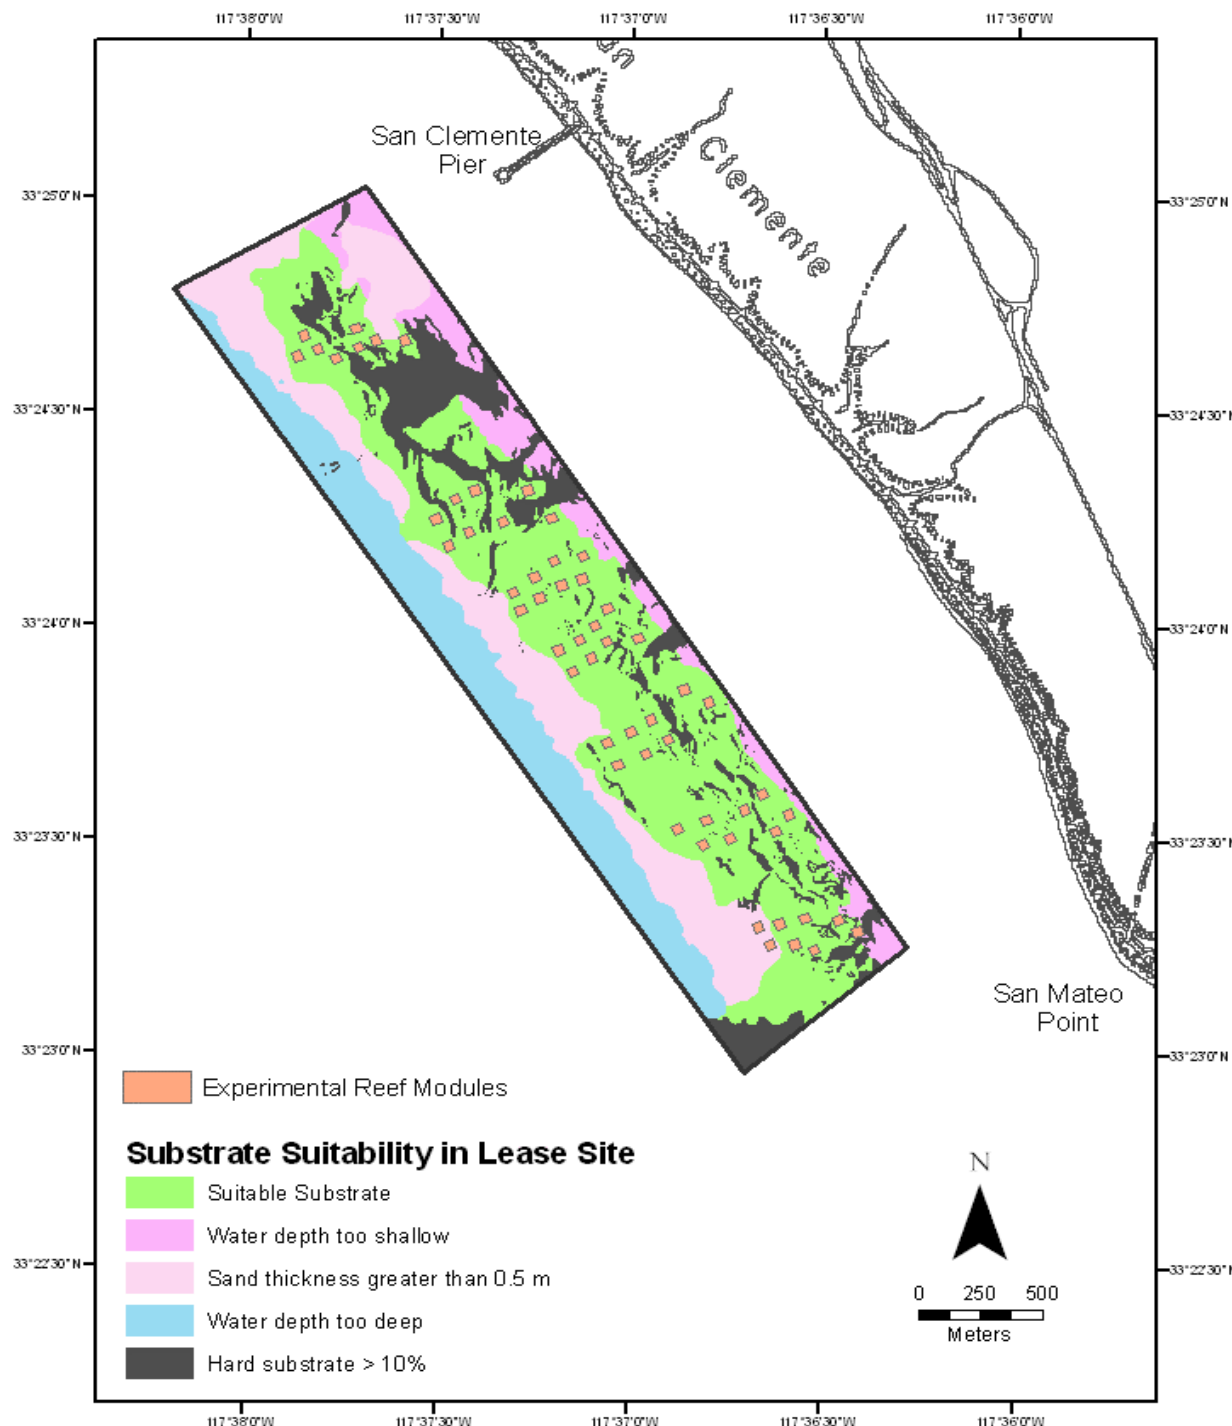 117°38'0"W 117°37'30"W 117°37'0"W 117°36'30"W 117°36'0"W
San Clemente
Pier
Clemente
33°25'0"N 33°25'0"N
33°24'30"N 33°24'30"N
33°24'0"N 33°24'0"N
33°23'30"N 33°23'30"N
San Mateo
Point
33°23'0"N 33°23'0"N
Experimental Reef Modules
Substrate Suitability in Lease Site
Suitable Substrate
Water depth too shallow
Sand thickness greater than 0.5 m
Water depth too deep
Hard substrate > 10%
N
33°22'30"N 33°22'30"N
0 250 500
Meters
117°38'0"W 117°37'30"W 117°37'0"W 117°36'30"W 117°36'0"W